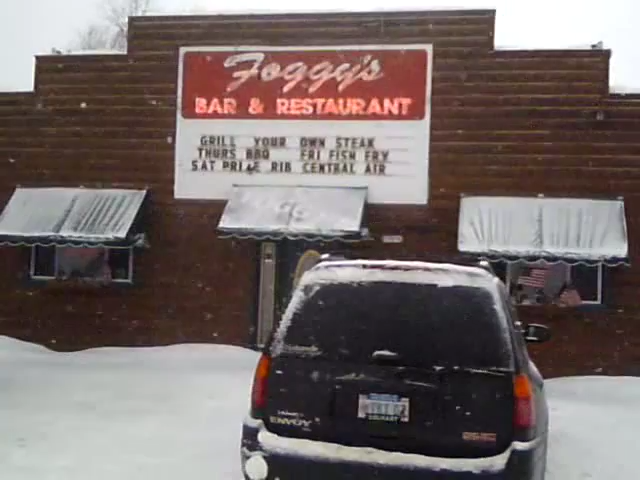 Foggy's
BAR & RESTAURANT
GRILL YOUR OWN STEAK
THURS BBQ FRI FISH FRY
SAT PRIME RIB CENTRAL AIR
ENVOY